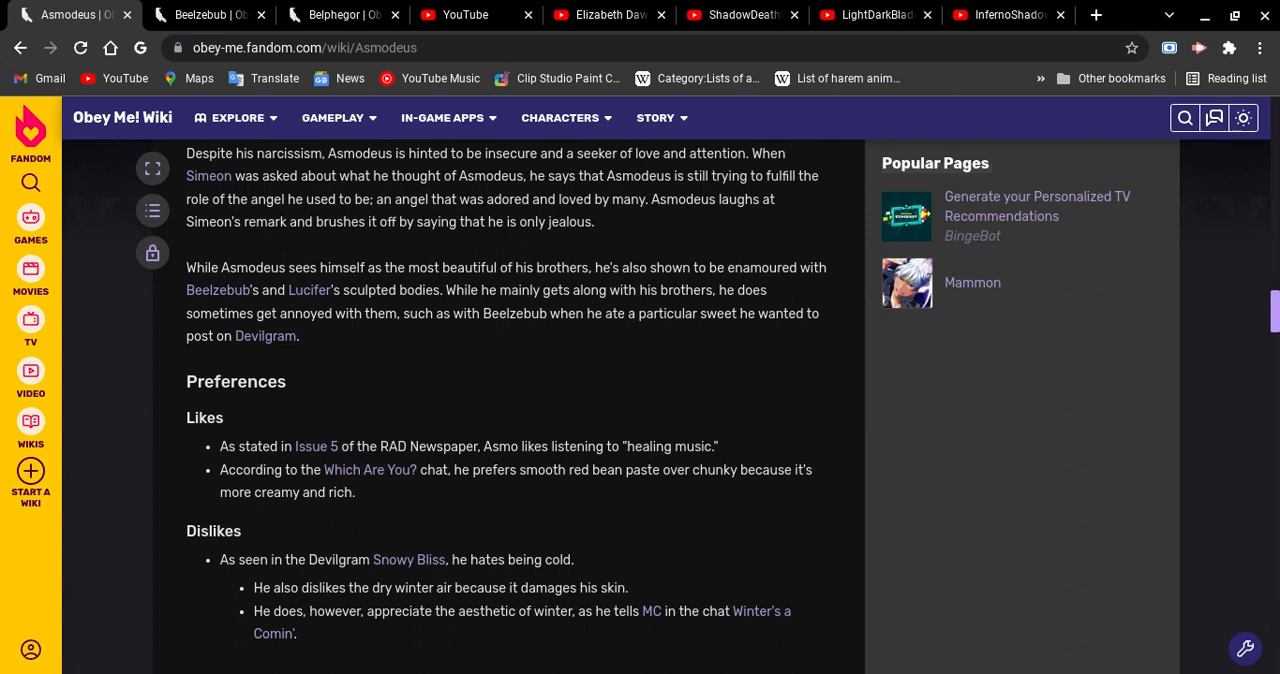 Asmodeus | Ob
Beelzebub | Ob
Belphegor | Ob
YouTube
Elizabeth Daw
ShadowDeath
LightDarkBlad
InfernoShadow
obey-me.fandom.com/wiki/Asmodeus
Gmail
YouTube
Maps
Translate
News
YouTube Music
Clip Studio Paint C...
Category:Lists of a...
List of harem anim...
»
Other bookmarks
Reading list
Obey Me! Wiki
EXPLORE
GAMEPLAY
IN-GAME APPS
CHARACTERS
STORY
FANDOM
GAMES
MOVIES
TV
VIDEO
WIKIS
START A
WIKI
Despite his narcissism, Asmodeus is hinted to be insecure and a seeker of love and attention. When
Simeon was asked about what he thought of Asmodeus, he says that Asmodeus is still trying to fulfill the
role of the angel he used to be; an angel that was adored and loved by many. Asmodeus laughs at
Simeon's remark and brushes it off by saying that he is only jealous.
While Asmodeus sees himself as the most beautiful of his brothers, he's also shown to be enamoured with
Beelzebub's and Lucifer's sculpted bodies. While he mainly gets along with his brothers, he does
sometimes get annoyed with them, such as with Beelzebub when he ate a particular sweet he wanted to
post on Devilgram.
Preferences
Likes
• As stated in Issue 5 of the RAD Newspaper, Asmo likes listening to "healing music."
• According to the Which Are You? chat, he prefers smooth red bean paste over chunky because it's
more creamy and rich.
Dislikes
• As seen in the Devilgram Snowy Bliss, he hates being cold.
• He also dislikes the dry winter air because it damages his skin.
• He does, however, appreciate the aesthetic of winter, as he tells MC in the chat Winter's a
Comin'.
Popular Pages
Generate your Personalized TV
Recommendations
BingeBot
Mammon